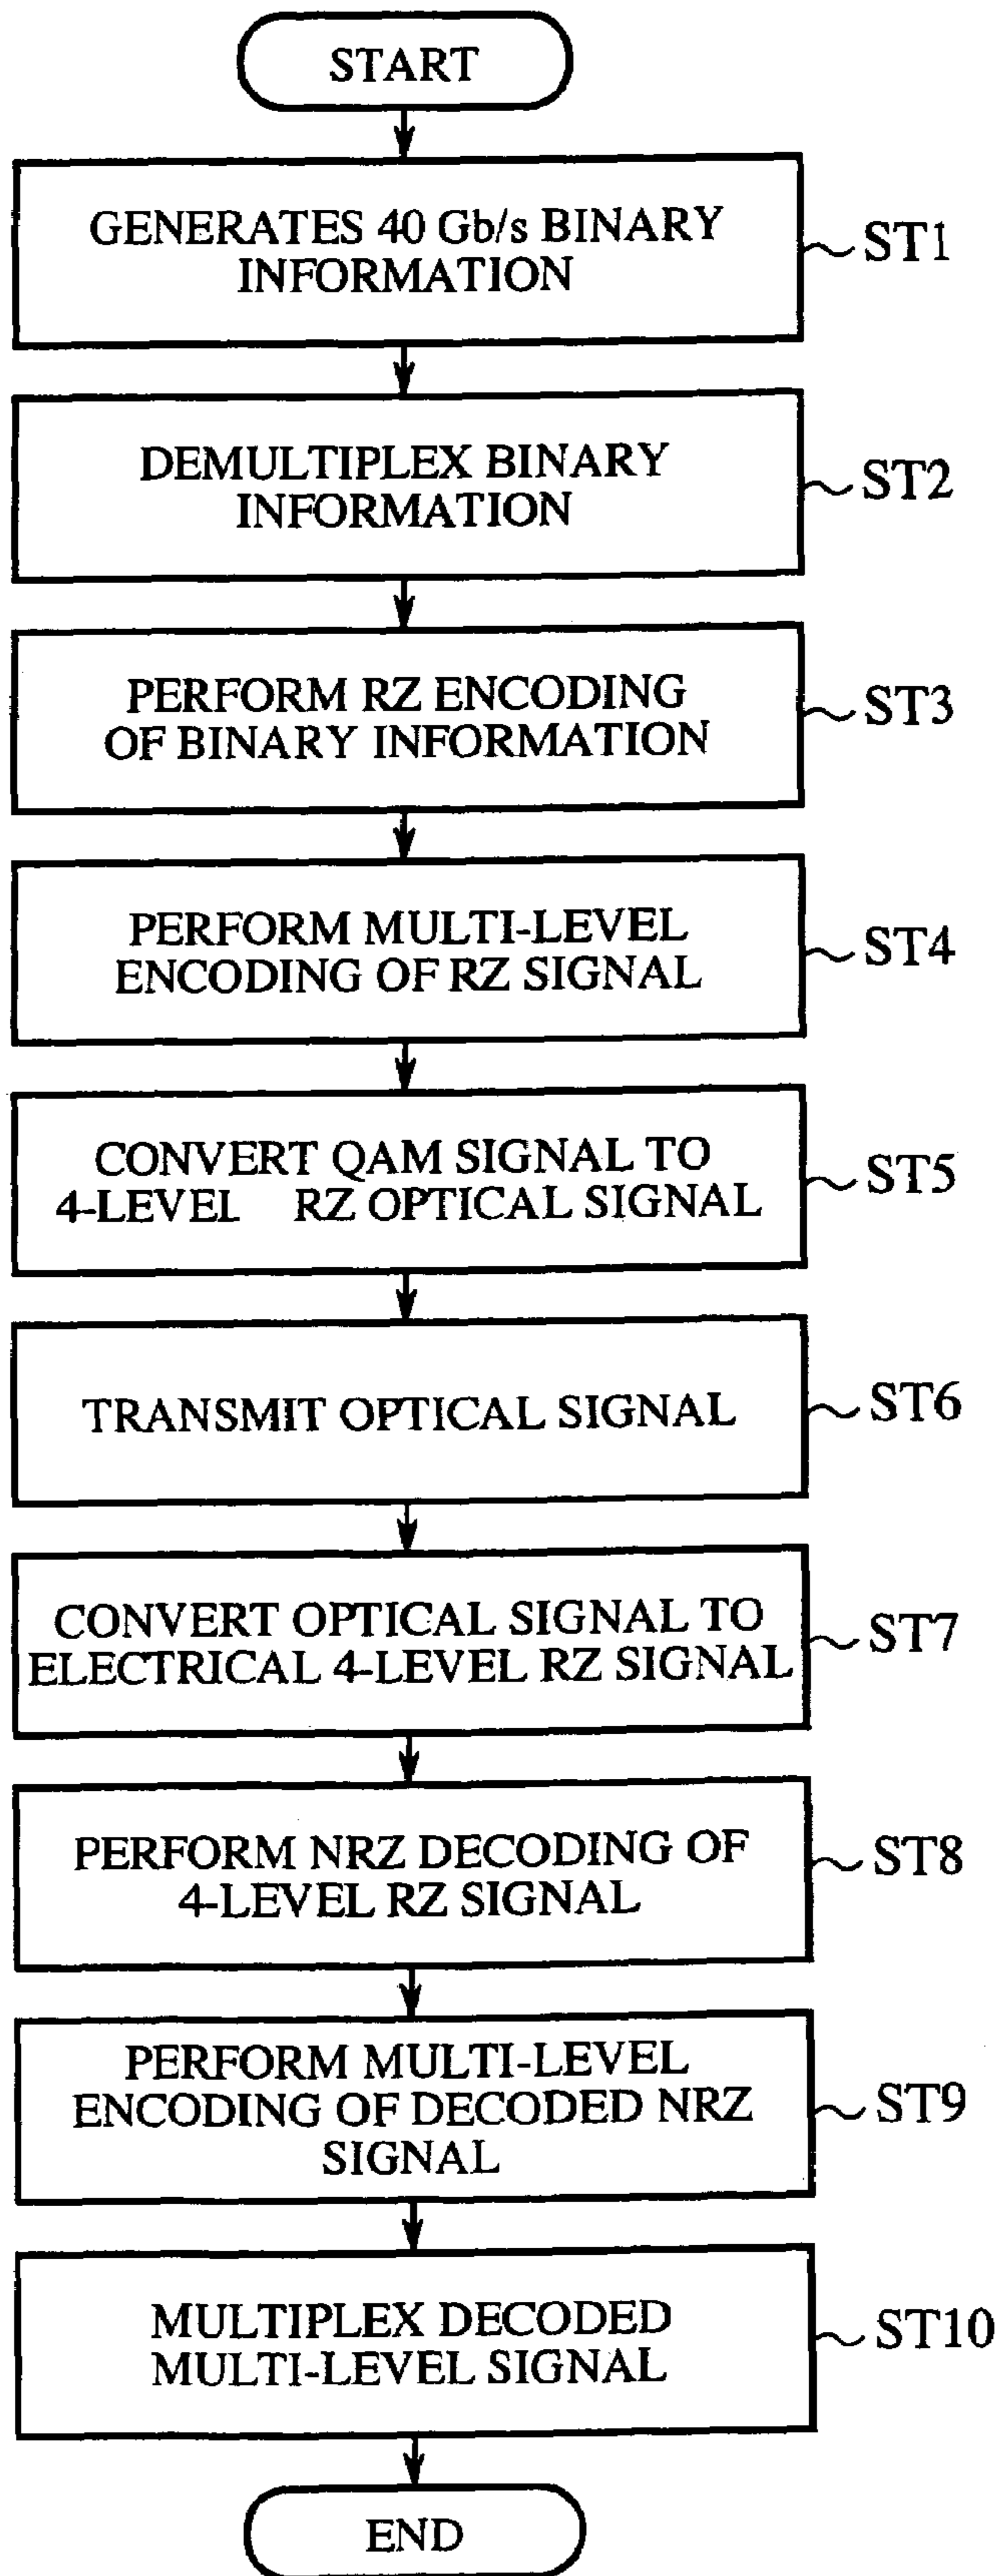 START
GENERATES 40 Gb/s BINARY
INFORMATION
ST1
DEMULTIPLEX BINARY
INFORMATION
ST2
PERFORM RZ ENCODING
OF BINARY INFORMATION
ST3
PERFORM MULTI-LEVEL
ENCODING OF RZ SIGNAL
ST4
CONVERT QAM SIGNAL TO
4-LEVEL RZ OPTICAL SIGNAL
ST5
TRANSMIT OPTICAL SIGNAL
ST6
CONVERT OPTICAL SIGNAL TO
ELECTRICAL 4-LEVEL RZ SIGNAL
ST7
PERFORM NRZ DECODING OF
4-LEVEL RZ SIGNAL
ST8
PERFORM MULTI-LEVEL
ENCODING OF DECODED NRZ
SIGNAL
ST9
MULTIPLEX DECODED
MULTI-LEVEL SIGNAL
ST10
END